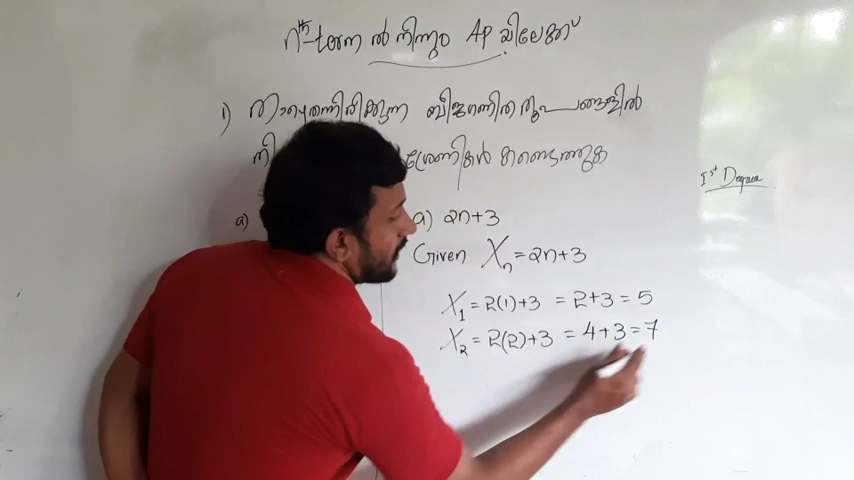 nth-term ൽ നിന്നും AP യിലേക്ക്
1) താഴെതന്നിരിക്കുന്ന ബീജഗണിത രൂപങ്ങളിൽ
ശ്രേണികൾ കണ്ടെത്തുക
Ist Degree
a) a) 2n+3
Given Xn = 2n+3
X1 = 2(1)+3 = 2+3 = 5
X2 = 2(2)+3 = 4+3 = 7